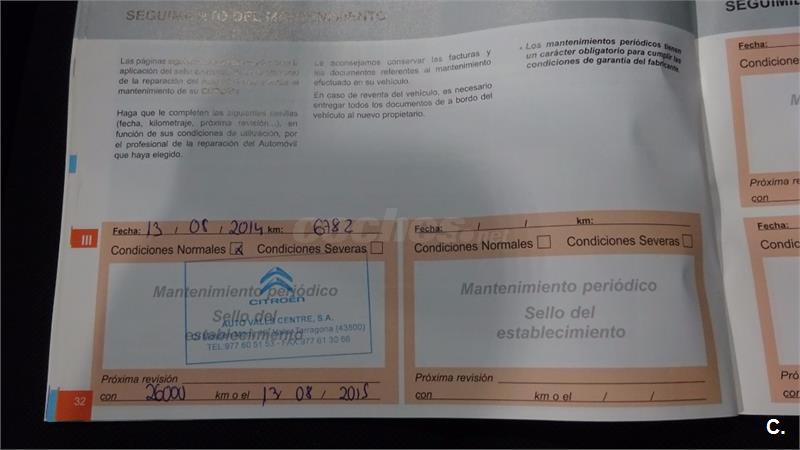 SEGUIMIENTO DEL MANTENIMIENTO
Las páginas
aplicación del
de la reparación del
mantenimiento de su CITROËN
Haga que le completen las siguientes casillas
(fecha, kilometraje, próxima revisión...), en
función de sus condiciones de utilización, por
el profesional de la reparación del Automóvil
que haya elegido.
Le aconsejamos conservar las facturas y
los documentos referentes al mantenimiento
efectuado en su vehículo.
En caso de reventa del vehículo, es necesario
entregar todos los documentos de a bordo del
vehículo al nuevo propietario.
• Los mantenimientos periódicos tienen
un carácter obligatorio para cumplir las
condiciones de garantía del fabricante.
III
Fecha: 13 / 08 / 2014 km: 6782
Condiciones Normales X Condiciones Severas
Mantenimiento periódico
CITROËN
Sello del
establecimiento
AUTO VALLS CENTRE, S.A.
Valls Tarragona (43800)
TEL 977 60 51 53 - FAX 977 61 30 66
Próxima revisión
con 26000 km o el 13 / 08 / 2015
32
Fecha: / / km:
Condiciones Normales Condiciones Severas
Mantenimiento periódico
Sello del
establecimiento
Próxima revisión
con km o el / /
coches.net
SEGUIMIE
Fecha:
Condicione
M
Próxima re
con
Fecha:
Condic
Pró
con
C.